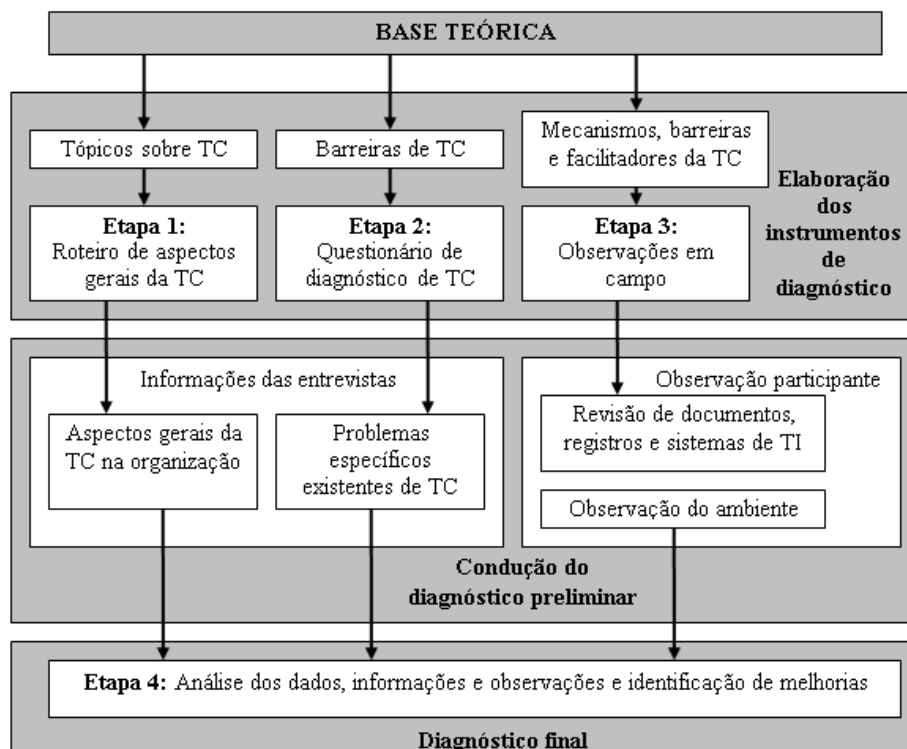 BASE TEÓRICA
Tópicos sobre TC
Barreiras de TC
Mecanismos, barreiras
e facilitadores da TC
Etapa 1:
Roteiro de aspectos
gerais da TC
Etapa 2:
Questionário de
diagnóstico de TC
Etapa 3:
Observações em
campo
Elaboração
dos
instrumentos
de
diagnóstico
Informações das entrevistas
Aspectos gerais da
TC na organização
Problemas
específicos
existentes de TC
Observação participante
Revisão de documentos,
registros e sistemas de TI
Observação do ambiente
Condução do
diagnóstico preliminar
Etapa 4: Análise dos dados, informações e observações e identificação de melhorias
Diagnóstico final